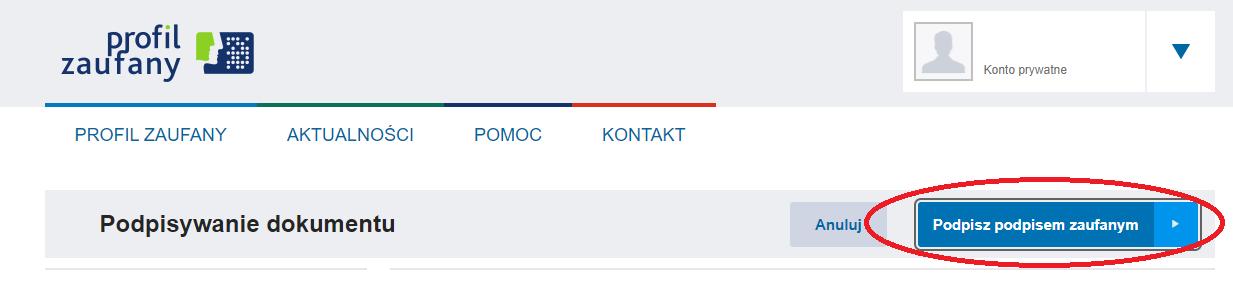 profil
zaufany
Konto prywatne
PROFIL ZAUFANY AKTUALNOŚCI POMOC KONTAKT
Podpisywanie dokumentu Anuluj Podpisz podpisem zaufanym